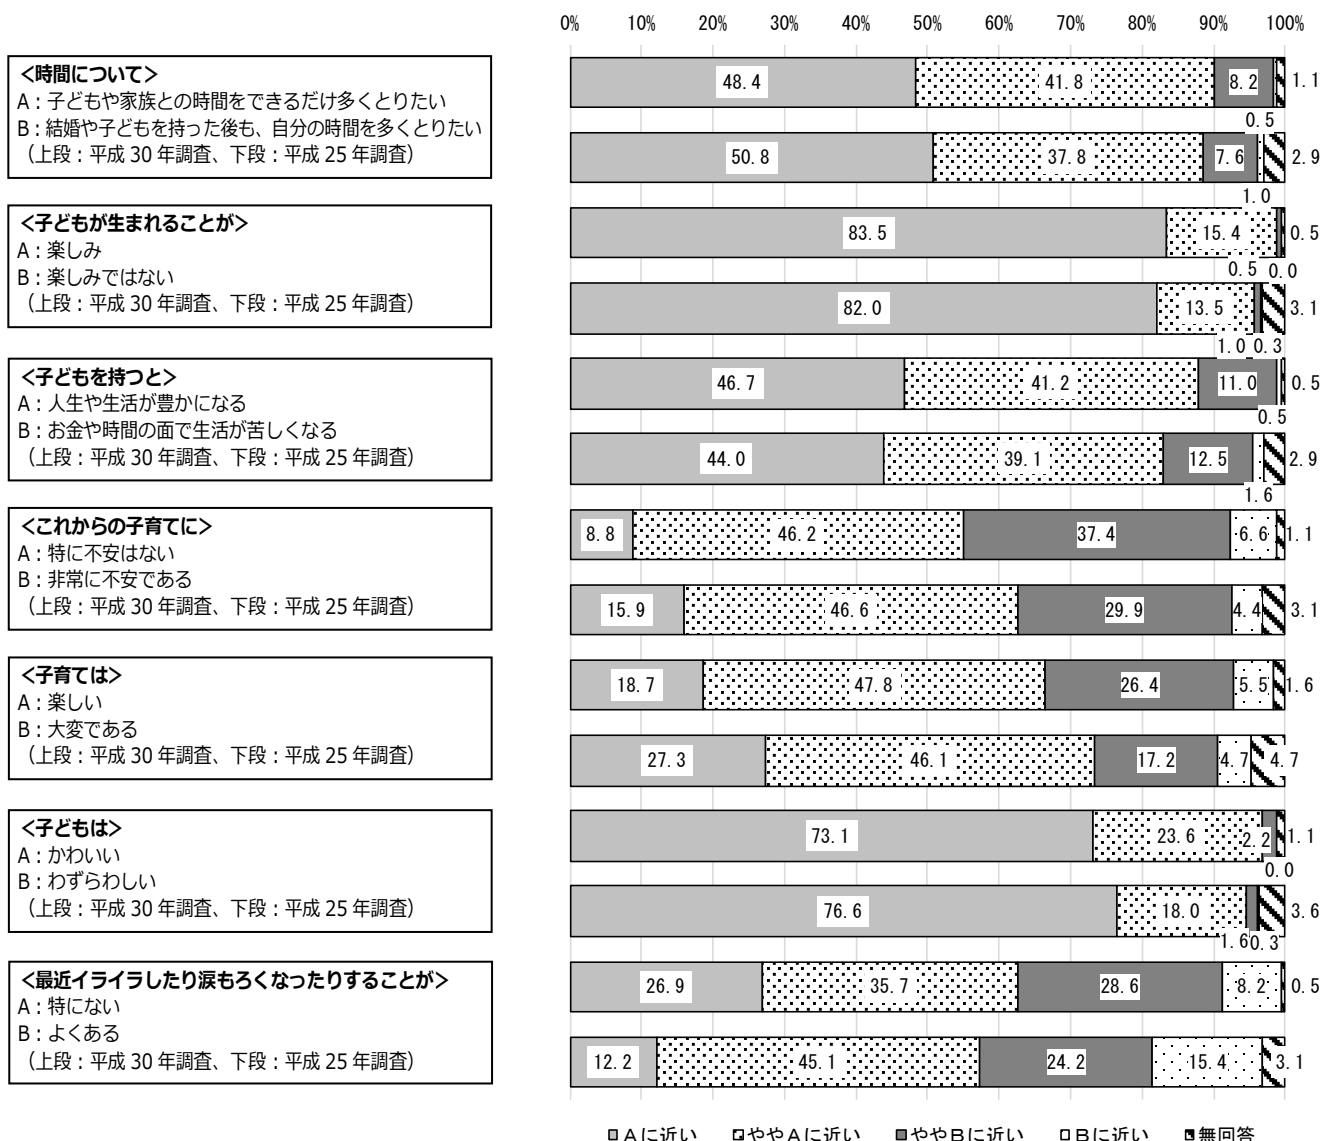 0% 10% 20% 30% 40% 50% 60% 70% 80% 90% 100%
<時間について>
A：子どもや家族との時間をできるだけ多くとりたい
B：結婚や子どもを持った後も、自分の時間を多くとりたい
（上段：平成 30 年調査、下段：平成 25 年調査）
48.4 41.8 8.2 0.5 1.1
50.8 37.8 7.6 1.0 2.9
<子どもが生まれることが>
A：楽しみ
B：楽しみではない
（上段：平成 30 年調査、下段：平成 25 年調査）
83.5 15.4 0.5 0.0 0.5
82.0 13.5 1.0 0.3 3.1
<子どもを持つと>
A：人生や生活が豊かになる
B：お金や時間の面で生活が苦しくなる
（上段：平成 30 年調査、下段：平成 25 年調査）
46.7 41.2 11.0 0.5 0.5
44.0 39.1 12.5 1.6 2.9
<これからの子育てに>
A：特に不安はない
B：非常に不安である
（上段：平成 30 年調査、下段：平成 25 年調査）
8.8 46.2 37.4 6.6 1.1
15.9 46.6 29.9 4.4 3.1
<子育ては>
A：楽しい
B：大変である
（上段：平成 30 年調査、下段：平成 25 年調査）
18.7 47.8 26.4 5.5 1.6
27.3 46.1 17.2 4.7 4.7
<子どもは>
A：かわいい
B：わずらわしい
（上段：平成 30 年調査、下段：平成 25 年調査）
73.1 23.6 2.2 0.0 1.1
76.6 18.0 1.6 0.3 3.6
<最近イライラしたり涙もろくなったりすることが>
A：特にない
B：よくある
（上段：平成 30 年調査、下段：平成 25 年調査）
26.9 35.7 28.6 8.2 0.5
12.2 45.1 24.2 15.4 3.1
Aに近い ややAに近い ややBに近い Bに近い 無回答